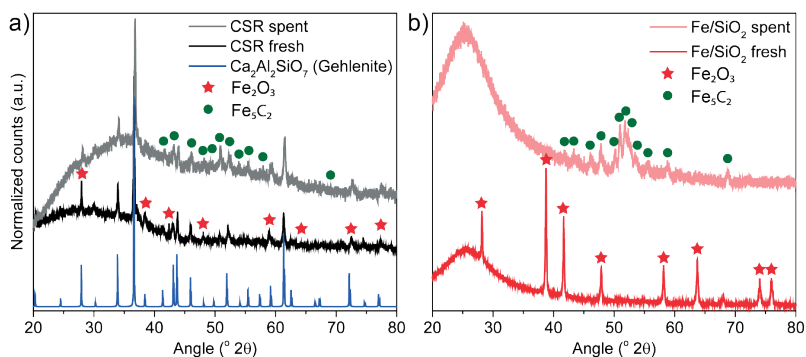 a)
CSR spent
CSR fresh
Ca₂Al₂SiO₇ (Gehlenite)
Fe₂O₃
Fe₅C₂
Normalized counts (a.u.)
20 30 40 50 60 70 80
Angle (° 2θ)
b)
Fe/SiO₂ spent
Fe/SiO₂ fresh
Fe₂O₃
Fe₅C₂
20 30 40 50 60 70 80
Angle (° 2θ)